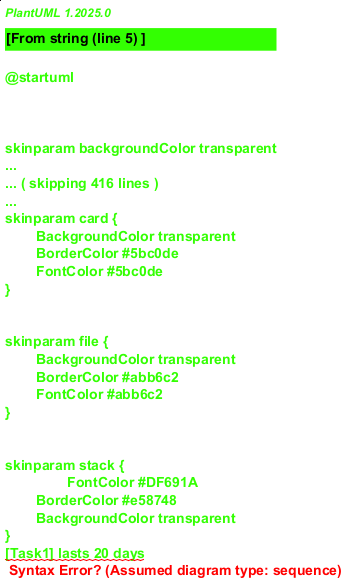 PlantUML 1.2025.0
[From string (line 5) ]
@startuml
skinparam backgroundColor transparent
...
... ( skipping 416 lines )
...
skinparam card {
BackgroundColor transparent
BorderColor #5bc0de
FontColor #5bc0de
}
skinparam file {
BackgroundColor transparent
BorderColor #abb6c2
FontColor #abb6c2
}
skinparam stack {
FontColor #DF691A
BorderColor #e58748
BackgroundColor transparent
}
[Task1] lasts 20 days
Syntax Error? (Assumed diagram type: sequence)